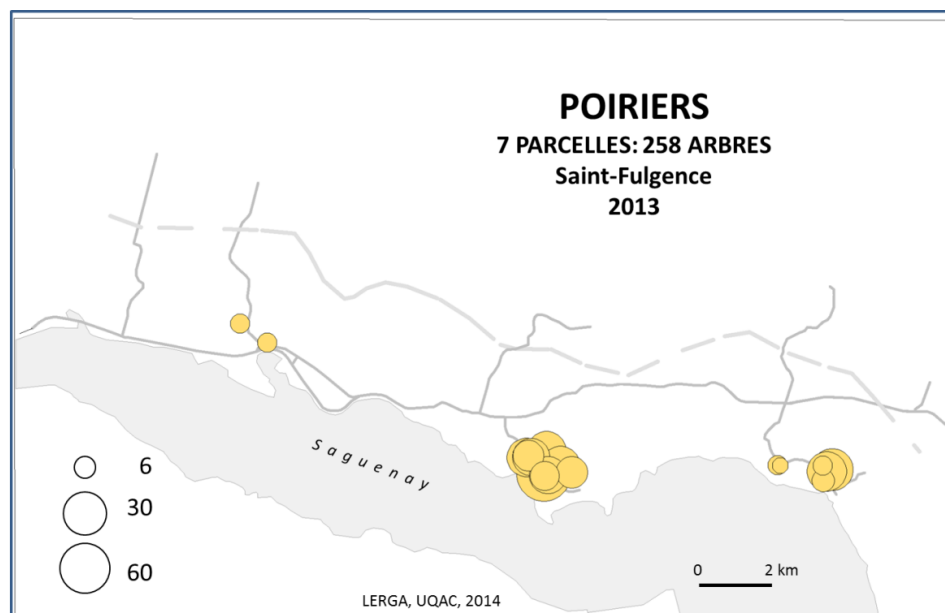 POIRIERS
7 PARCELLES: 258 ARBRES
Saint-Fulgence
2013
Saguenay
6
30
60
0 2 km
LERGA, UQAC, 2014